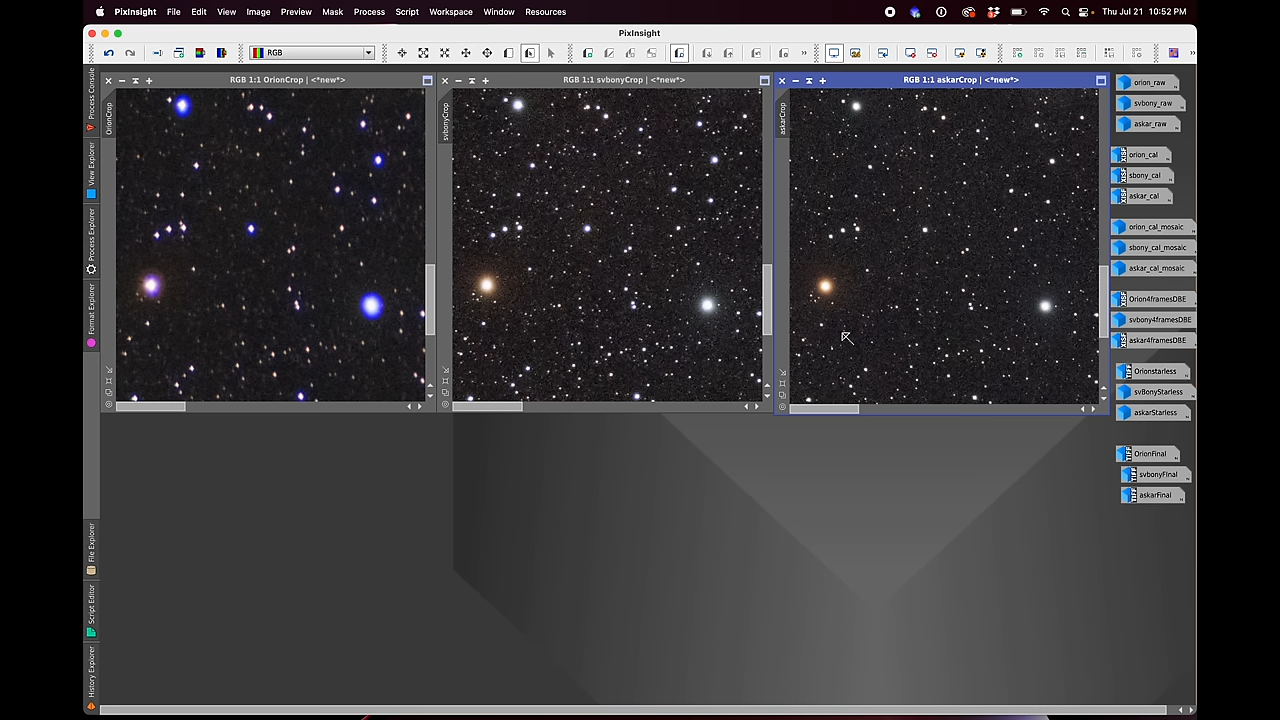 PixInsight File Edit View Image Preview Mask Process Script Workspace Window Resources Thu Jul 21 10:52 PM
PixInsight
RGB
RGB 1:1 OrionCrop | <*new*>
RGB 1:1 svbonyCrop | <*new*>
RGB 1:1 askarCrop | <*new*>
OrionCrop
svbonyCrop
askarCrop
Process Console
View Explorer
Process Explorer
Format Explorer
File Explorer
Script Editor
History Explorer
orion_raw
svbony_raw
askar_raw
orion_cal
sbony_cal
askar_cal
orion_cal_mosaic
sbony_cal_mosaic
askar_cal_mosaic
Orion4framesDBE
svbony4framesDBE
askar4framesDBE
Orionstarless
svBonyStarless
askarStarless
OrionFinal
svbonyFInal
askarFinal